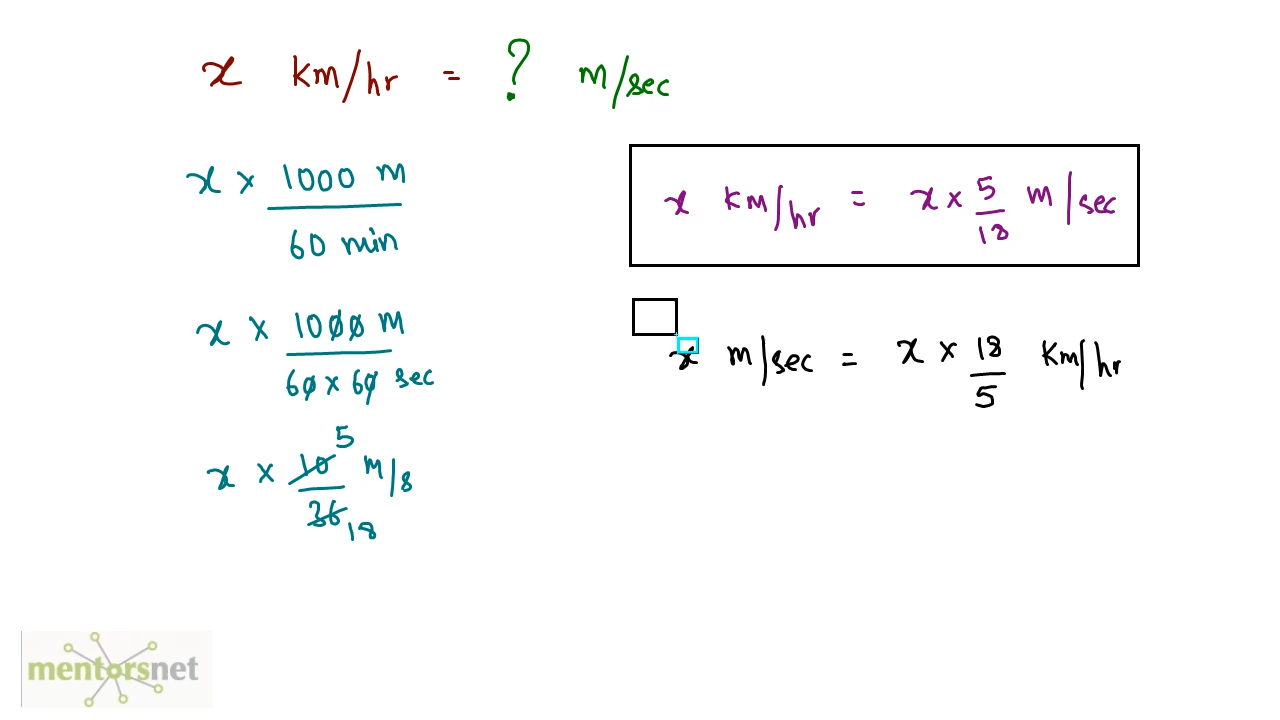 x km/hr = ? m/sec
x × 1000 m
60 min
x × 1000 m
60 × 60 sec
x × 10 5 m/s
36 18
x km/hr = x × 5/18 m/sec
x m/sec = x × 18/5 km/hr
mentorsnet